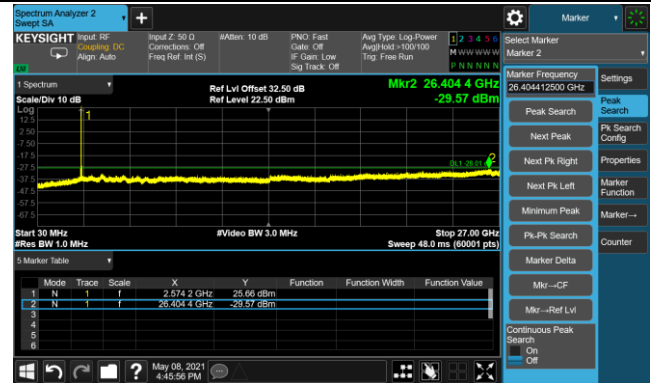 Spectrum Analyzer 2
Swept SA
Marker
KEYSIGHT Input: RF Input Z: 50 Ω #Atten: 10 dB PNO: Fast Avg Type: Log-Power 1 2 3 4 5 6
Coupling: DC Corrections: Off Gate: Off Avg|Hold >100/100 M W W W W W
Align: Auto Freq Ref: Int (S) IF Gain: Low Trig: Free Run
Sig Track: Off P N N N N N
LM
Select Marker
Marker 2
1 Spectrum
Ref Lvl Offset 32.50 dB Mkr2 26.404 4 GHz
Scale/Div 10 dB Ref Level 22.50 dBm -29.57 dBm
Log
12.5
2.50
-7.50
-17.5
-27.5
-37.5
-47.5
-57.5
-67.5
1
DL1 -28.01
2
Start 30 MHz #Video BW 3.0 MHz Stop 27.00 GHz
#Res BW 1.0 MHz Sweep 48.0 ms (60001 pts)
5 Marker Table
Mode Trace Scale X Y Function Function Width Function Value
1 N 1 f 2.574 2 GHz 25.66 dBm
2 N 1 f 26.404 4 GHz -29.57 dBm
3
4
5
6
Marker Frequency
26.404412500 GHz
Peak Search
Next Peak
Next Pk Right
Next Pk Left
Minimum Peak
Pk-Pk Search
Marker Delta
Mkr→CF
Mkr→Ref Lvl
Continuous Peak
Search
On
Off
Settings
Peak
Search
Pk Search
Config
Properties
Marker
Function
Marker→
Counter
?
May 08, 2021
4:45:56 PM